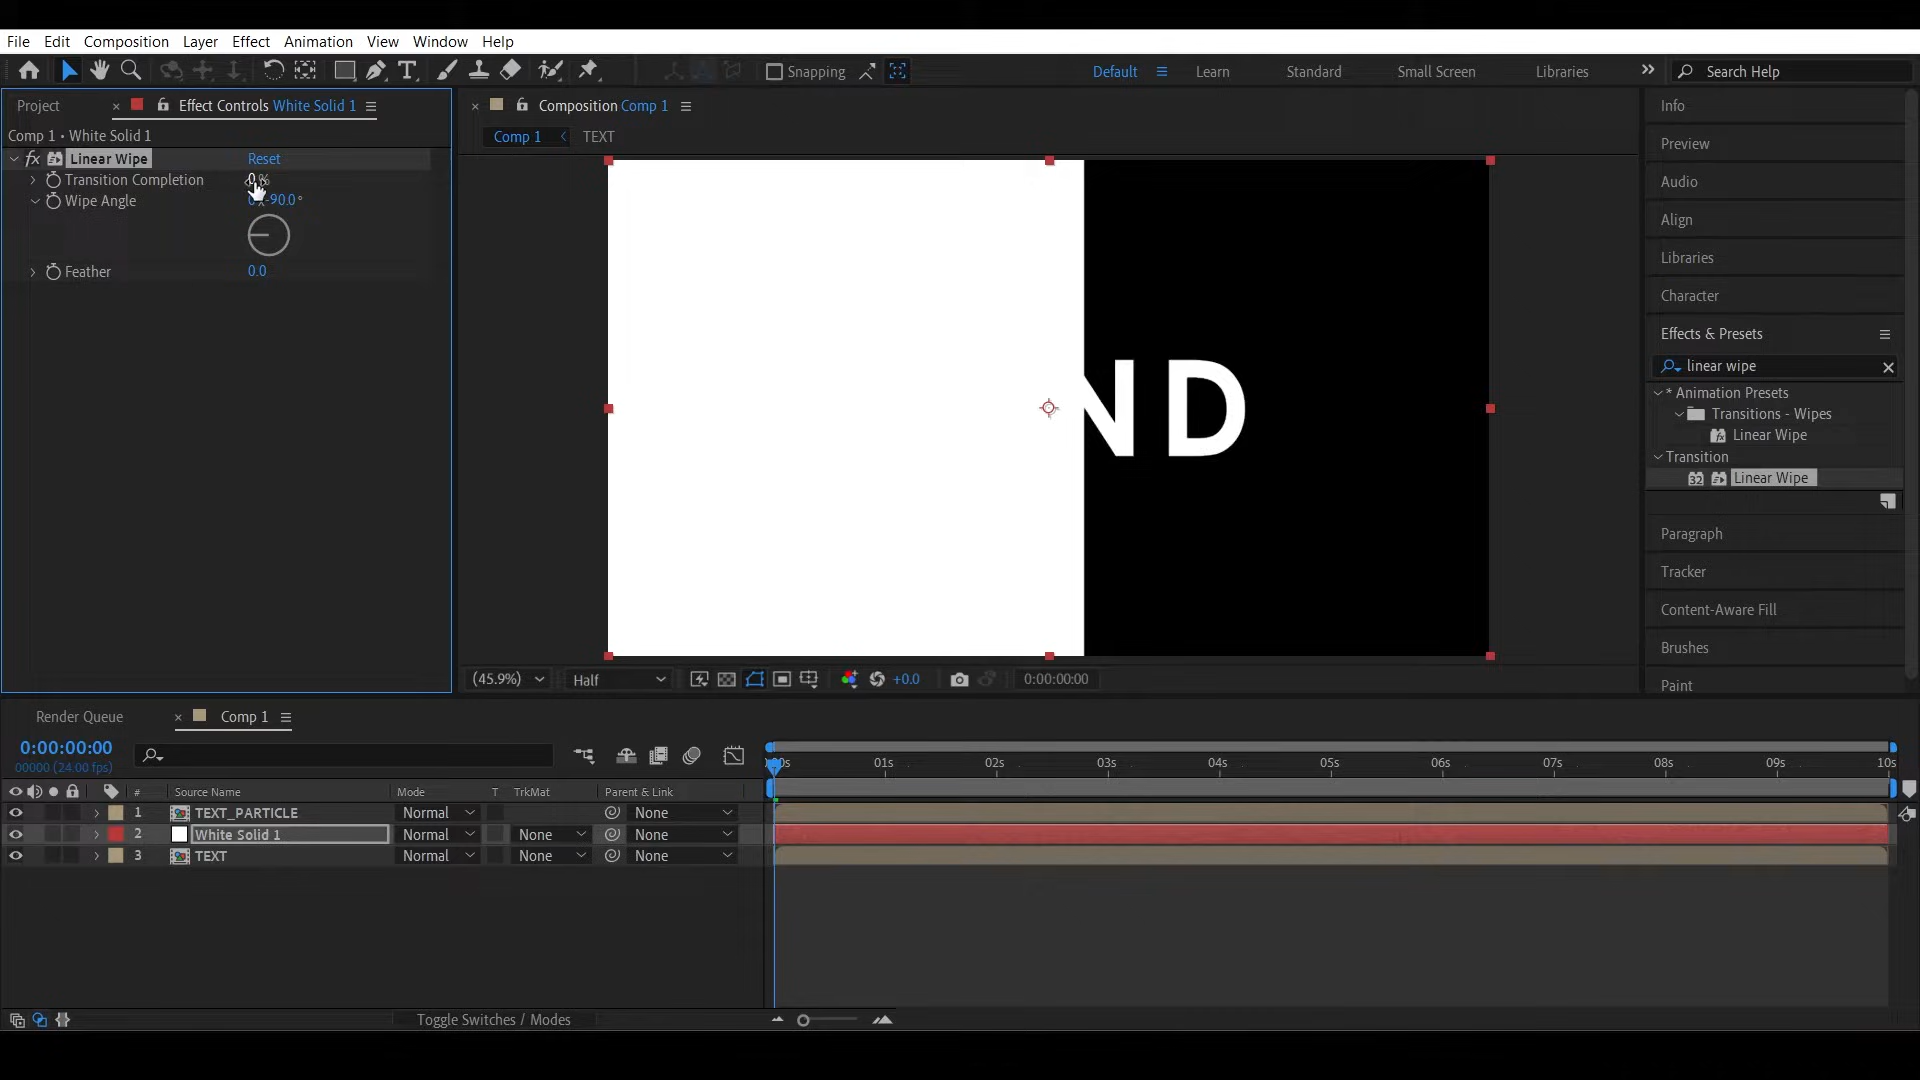 File Edit Composition Layer Effect Animation View Window Help
Snapping Default Learn Standard Small Screen Libraries Search Help
Project Effect Controls White Solid 1
Comp 1 • White Solid 1
fx Linear Wipe Reset
Transition Completion 0 %
Wipe Angle -90.0°
Feather 0.0
Composition Comp 1
Comp 1 TEXT
ND
(45.9%) Half +0.0 0:00:00:00
Info
Preview
Audio
Align
Libraries
Character
Effects & Presets
linear wipe
* Animation Presets
Transitions - Wipes
Linear Wipe
Transition
32 Linear Wipe
Paragraph
Tracker
Content-Aware Fill
Brushes
Paint
Render Queue Comp 1
0:00:00:00
00000 (24.00 fps)
01s 02s 03s 04s 05s 06s 07s 08s 09s 10s
# Source Name Mode T TrkMat Parent & Link
1 TEXT_PARTICLE Normal None
2 White Solid 1 Normal None None
3 TEXT Normal None None
Toggle Switches / Modes